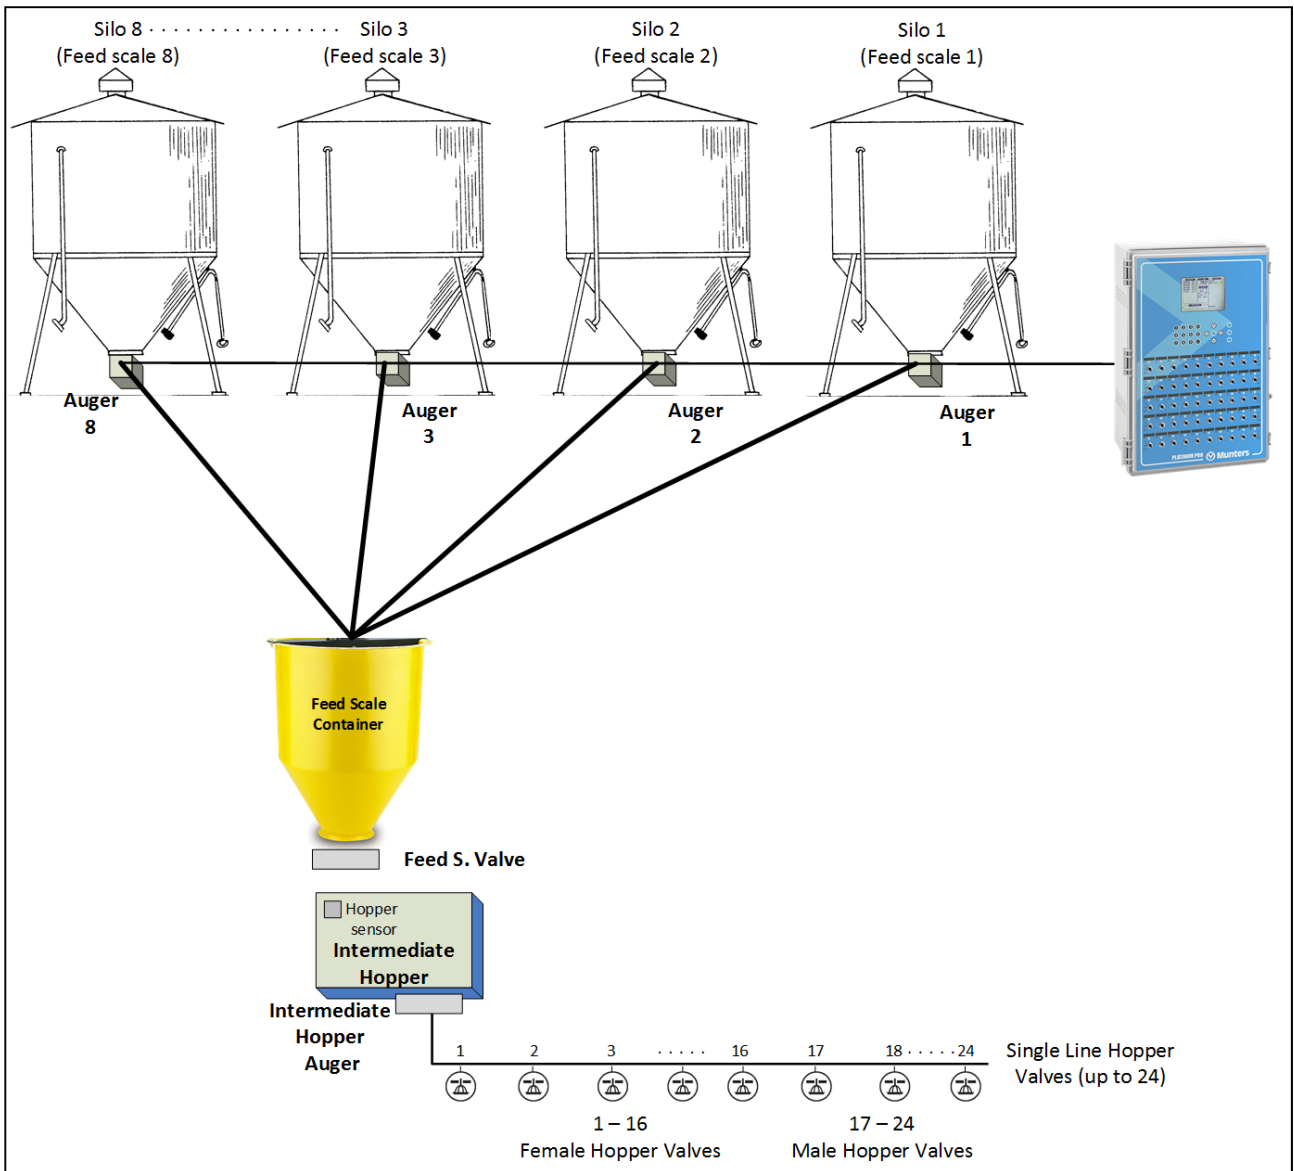 Silo 8 · · · · · · · · · · · · · · · Silo 3
(Feed scale 8)
(Feed scale 3)
Silo 2
(Feed scale 2)
Silo 1
(Feed scale 1)
Auger
8
Auger
3
Auger
2
Auger
1
PLATINUM PRO Munters
Feed Scale
Container
Feed S. Valve
Hopper
sensor
Intermediate
Hopper
Intermediate
Hopper
Auger
1 2 3 · · · · · 16 17 18 · · · · · 24
Single Line Hopper
Valves (up to 24)
1 – 16
Female Hopper Valves
17 – 24
Male Hopper Valves